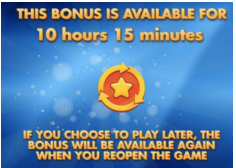 THIS BONUS IS AVAILABLE FOR
10 hours 15 minutes
IF YOU CHOOSE TO PLAY LATER, THE
BONUS WILL BE AVAILABLE AGAIN
WHEN YOU REOPEN THE GAME